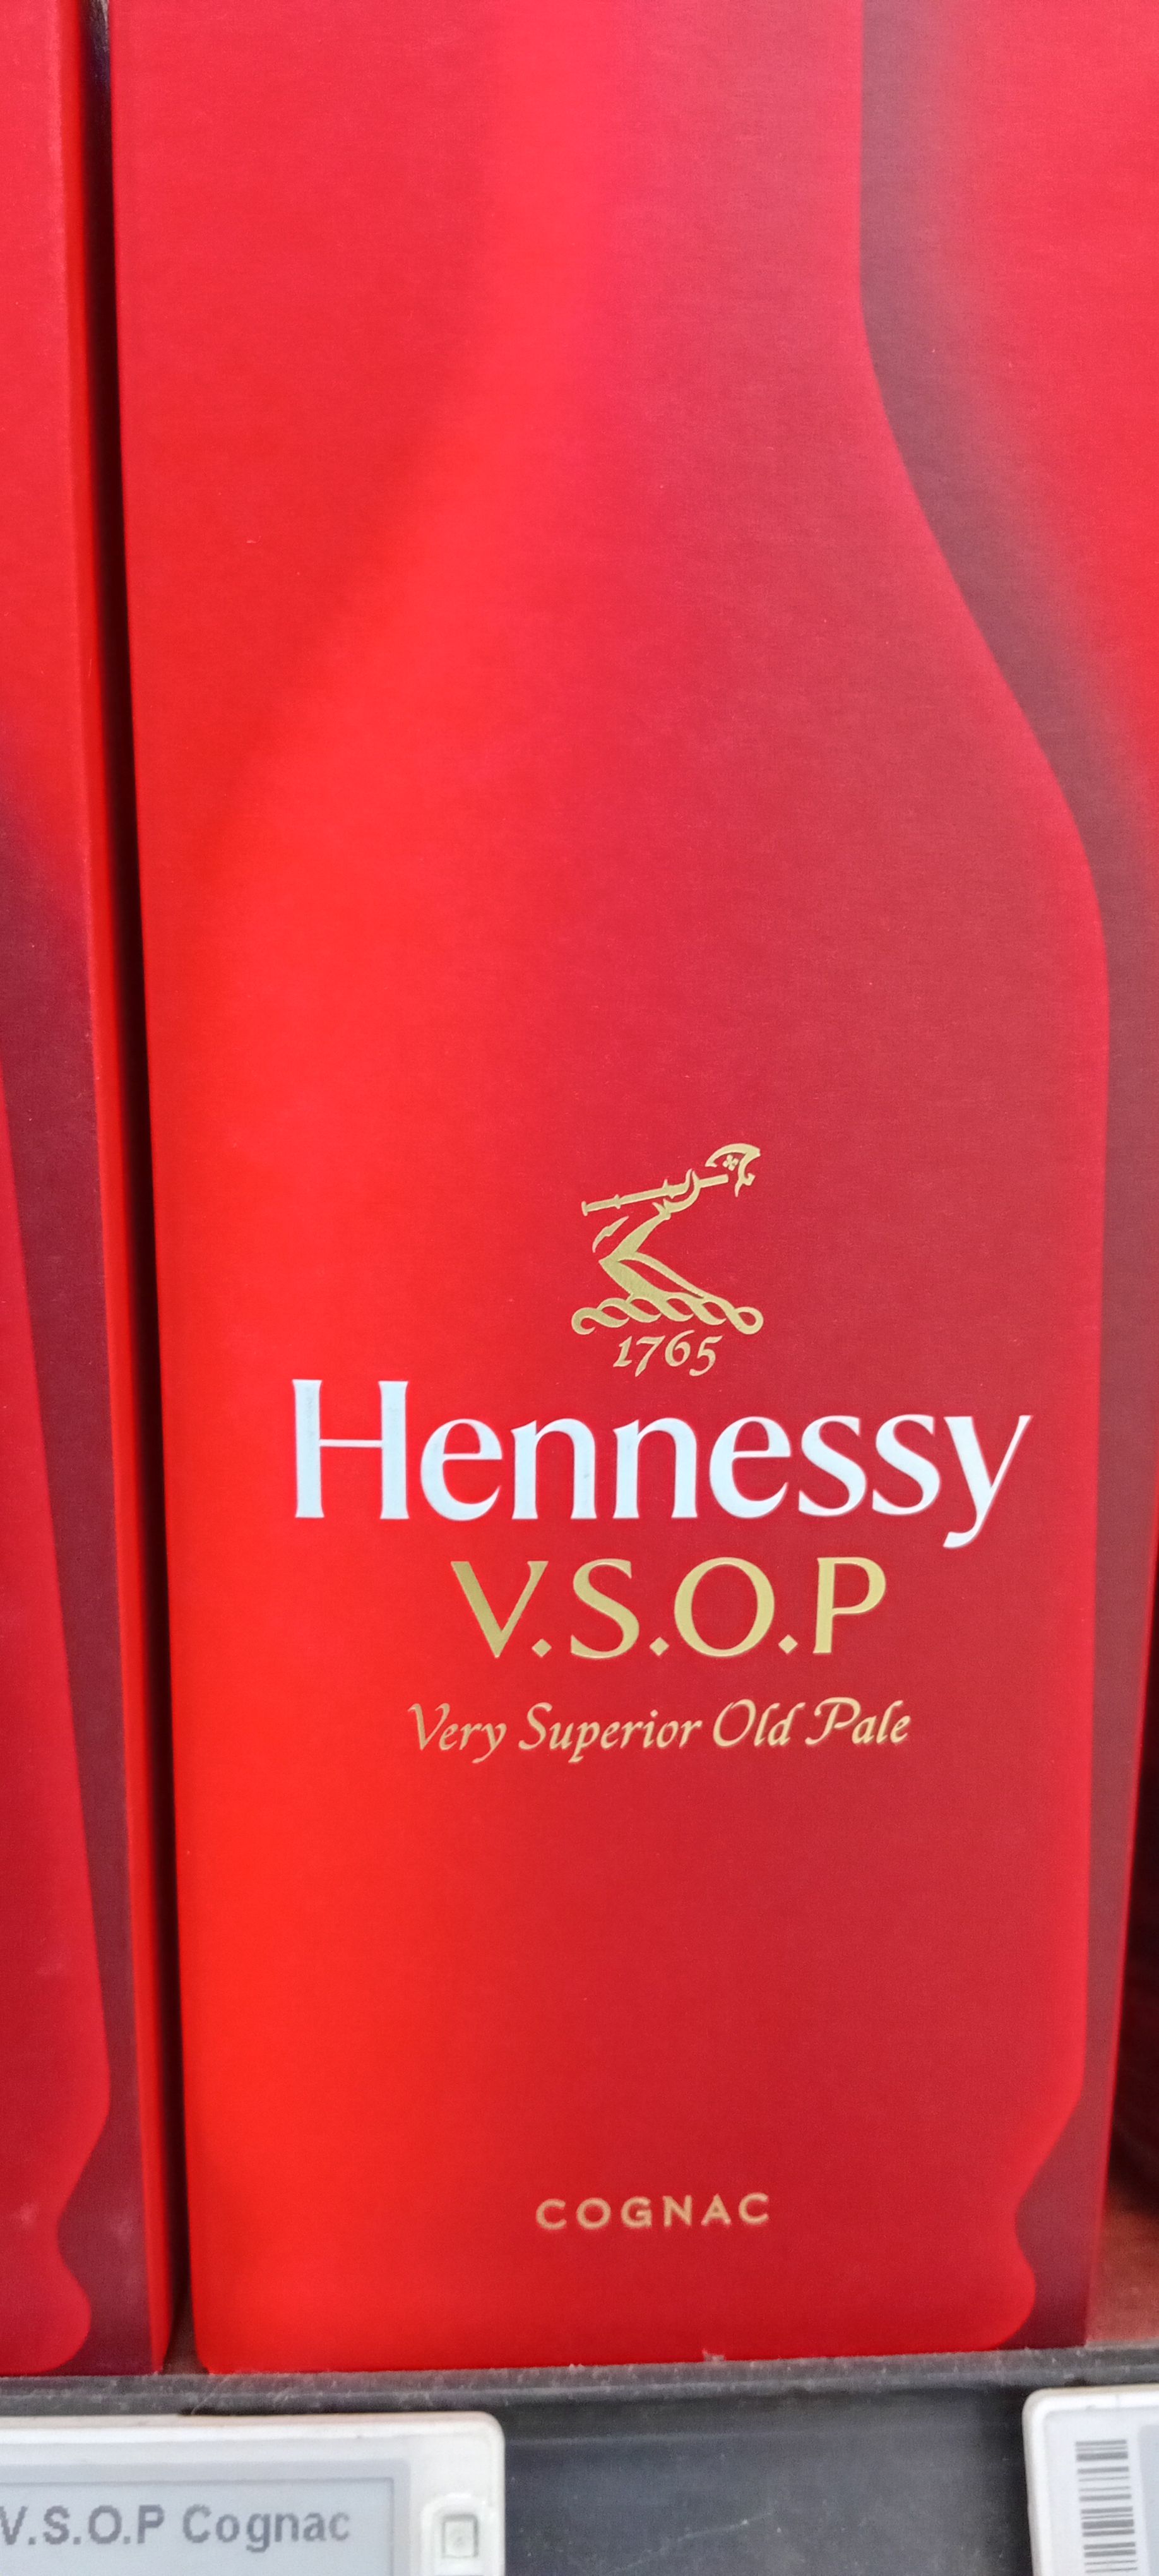 1765
Hennessy
V.S.O.P
Very Superior Old Pale
COGNAC
V.S.O.P Cognac